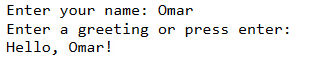 Enter your name: Omar
Enter a greeting or press enter:
Hello, Omar!